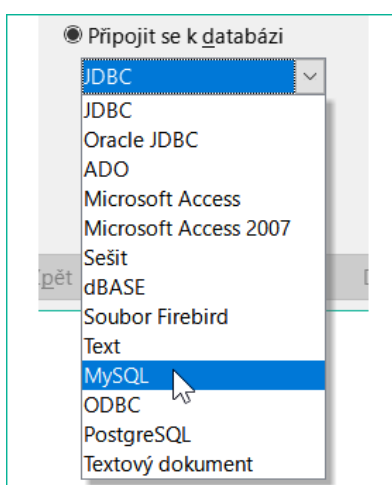 Připojit se k databázi
JDBC
JDBC
Oracle JDBC
ADO
Microsoft Access
Microsoft Access 2007
Sešit
dBASE
Soubor Firebird
Text
MySQL
ODBC
PostgreSQL
Textový dokument